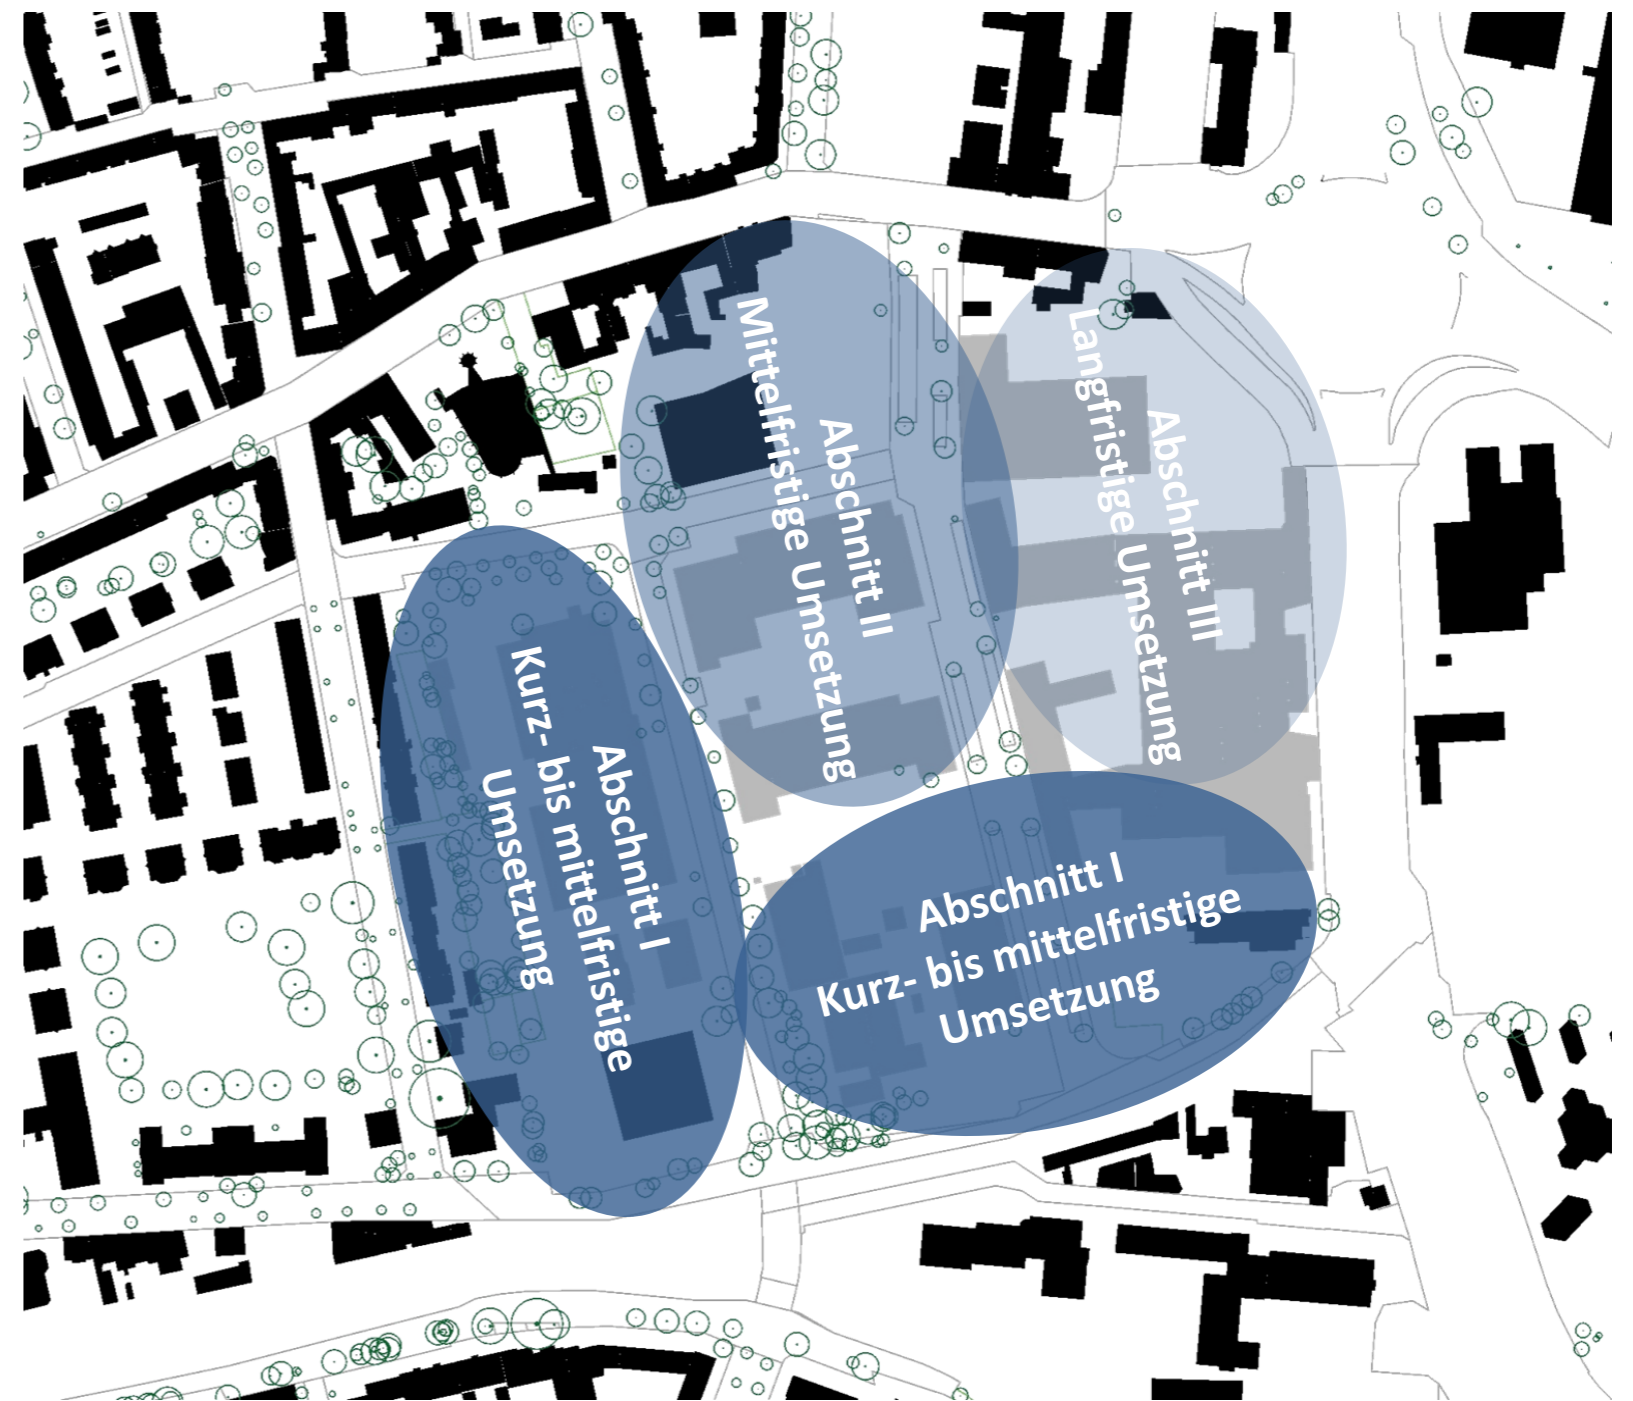 Abschnitt I
Kurz- bis mittelfristige
Umsetzung
Abschnitt II
Mittelfristige Umsetzung
Abschnitt III
Langfristige Umsetzung
Abschnitt I
Kurz- bis mittelfristige
Umsetzung